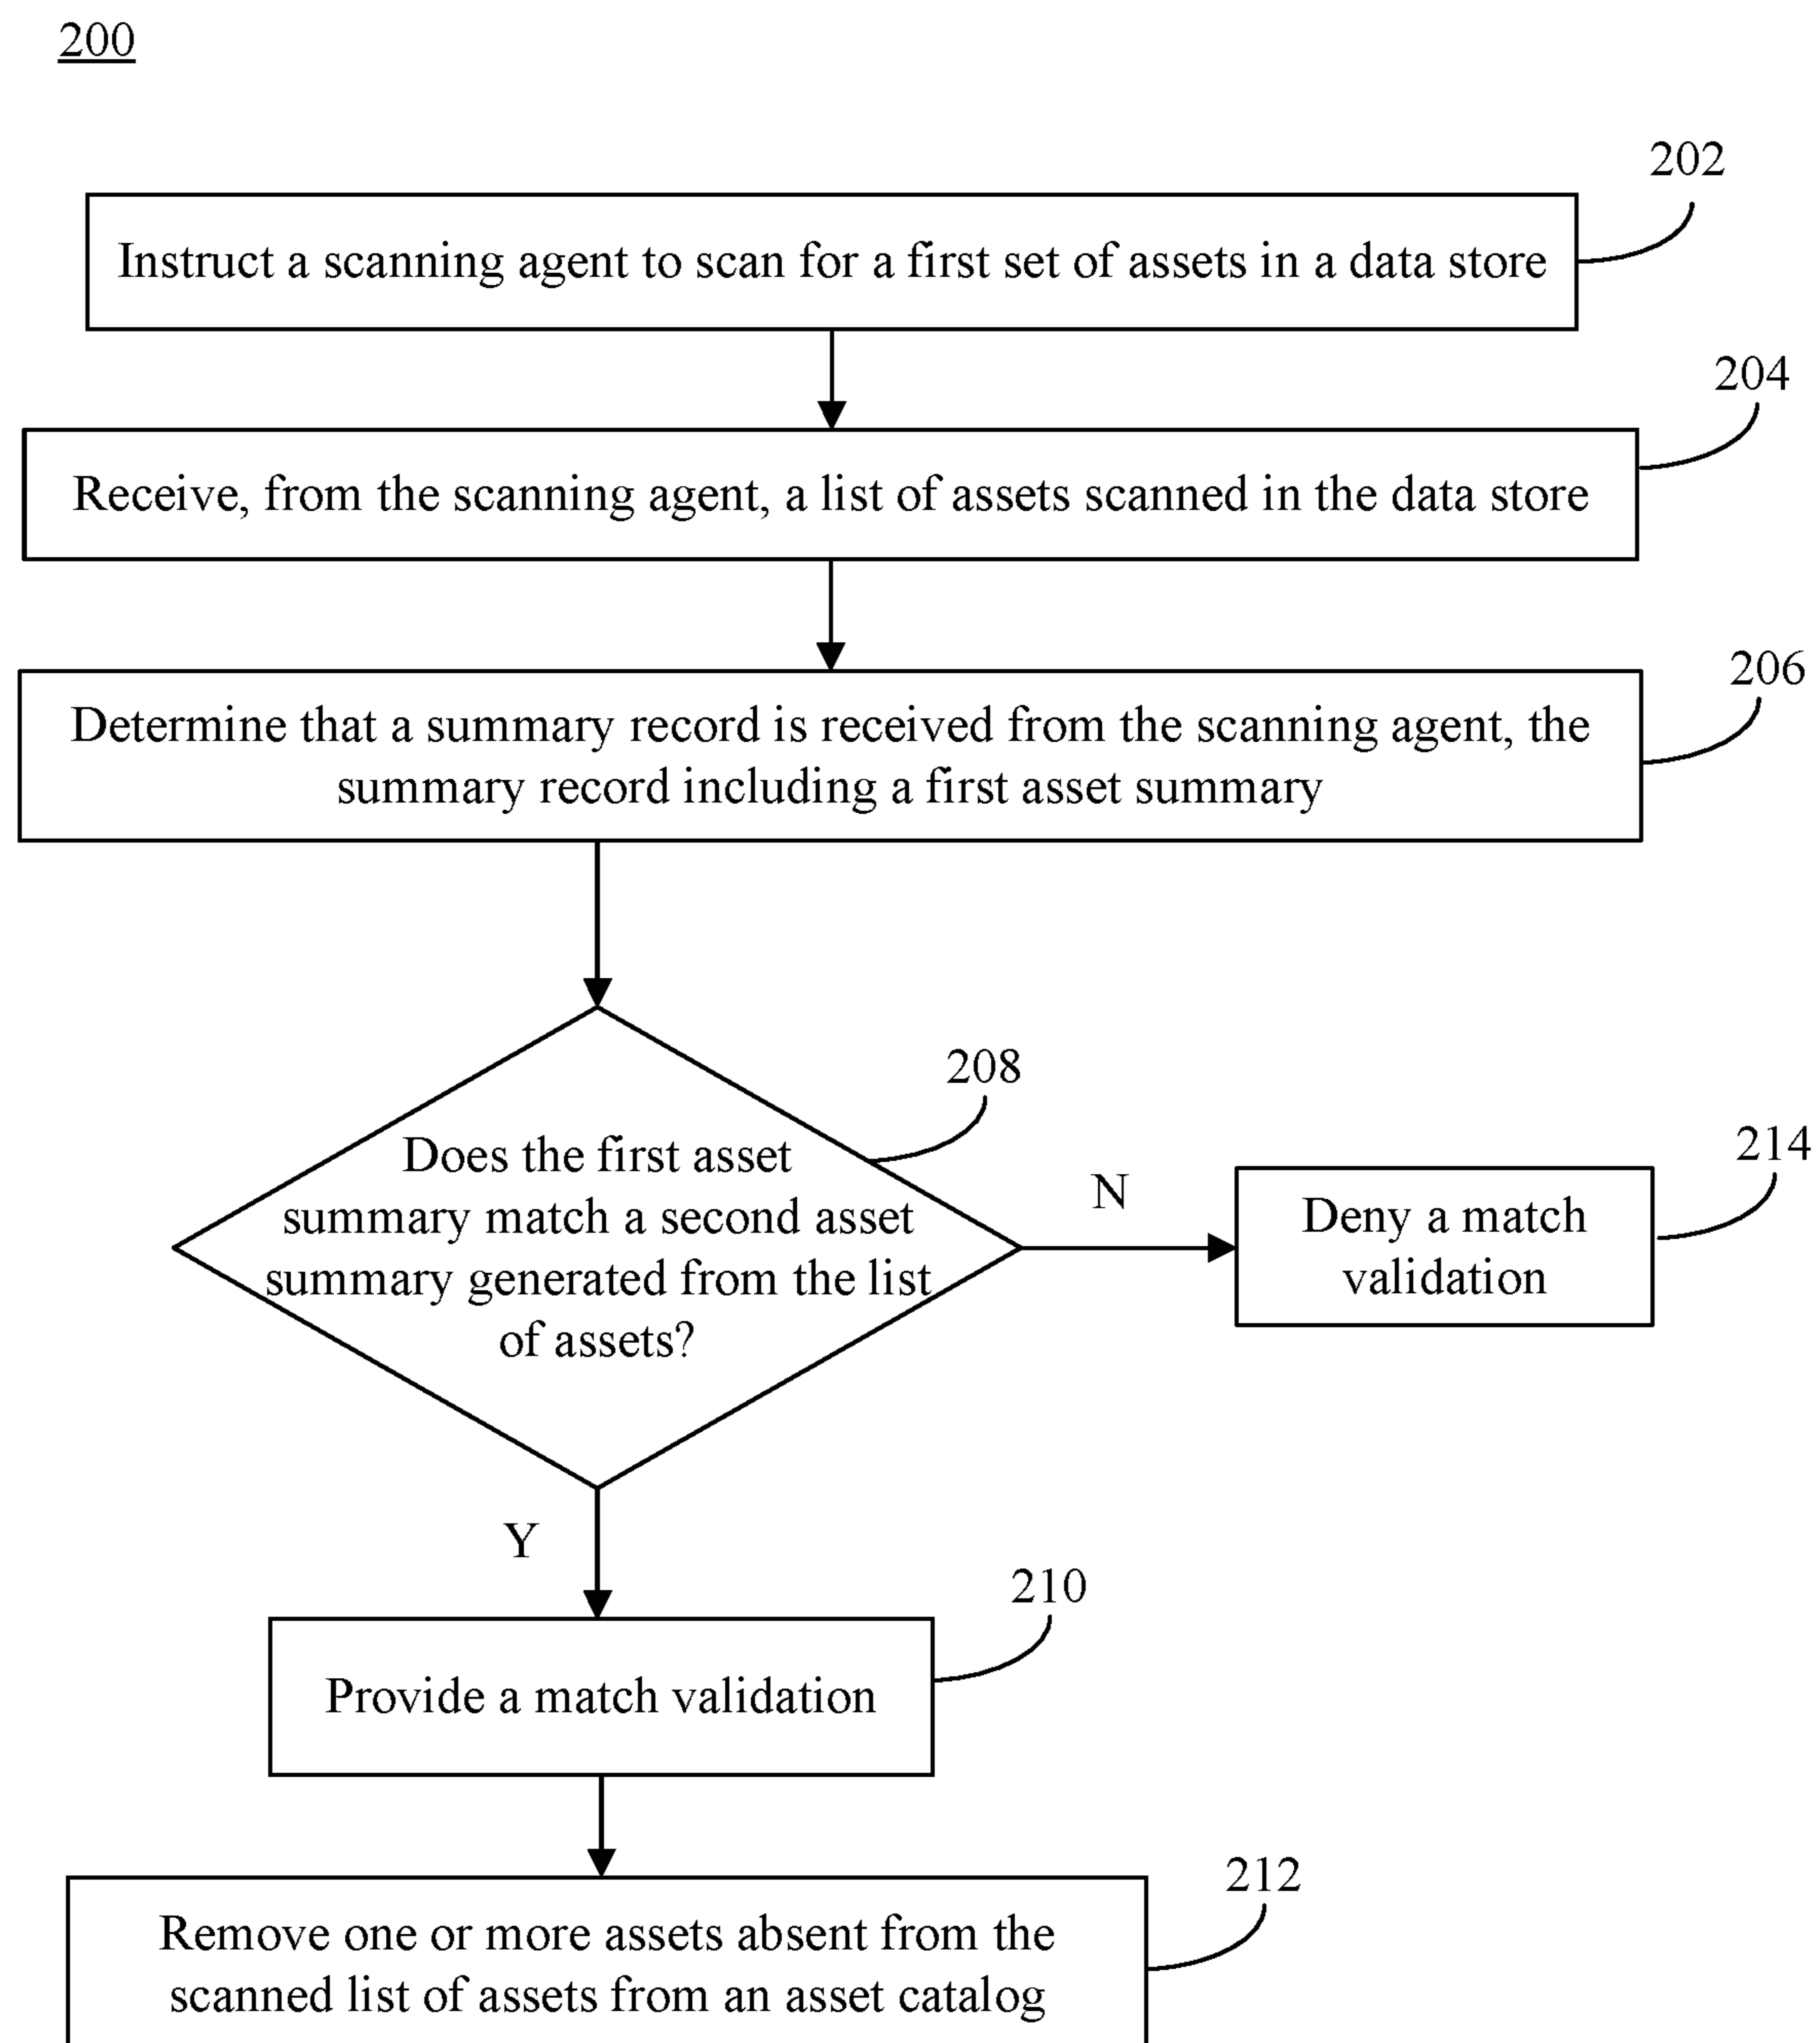 200
202
Instruct a scanning agent to scan for a first set of assets in a data store
204
Receive, from the scanning agent, a list of assets scanned in the data store
206
Determine that a summary record is received from the scanning agent, the
summary record including a first asset summary
208
Does the first asset
summary match a second asset
summary generated from the list
of assets?
N
214
Deny a match
validation
Y
210
Provide a match validation
212
Remove one or more assets absent from the
scanned list of assets from an asset catalog